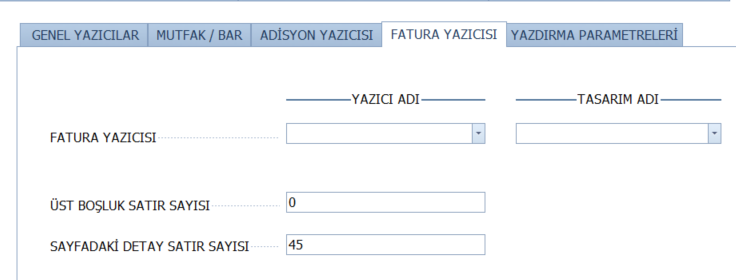 GENEL YAZICILAR MUTFAK / BAR ADİSYON YAZICISI FATURA YAZICISI YAZDIRMA PARAMETRELERİ
YAZICI ADI TASARIM ADI
FATURA YAZICISI
ÜST BOŞLUK SATIR SAYISI 0
SAYFADAKİ DETAY SATIR SAYISI 45